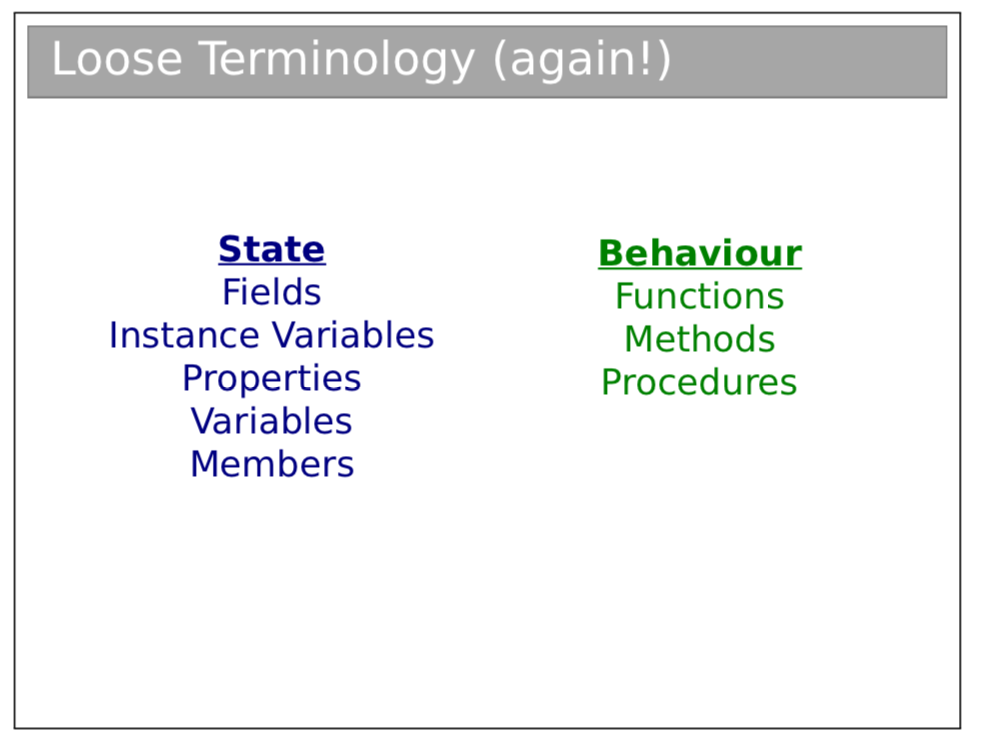 Loose Terminology (again!)
State
Fields
Instance Variables
Properties
Variables
Members
Behaviour
Functions
Methods
Procedures